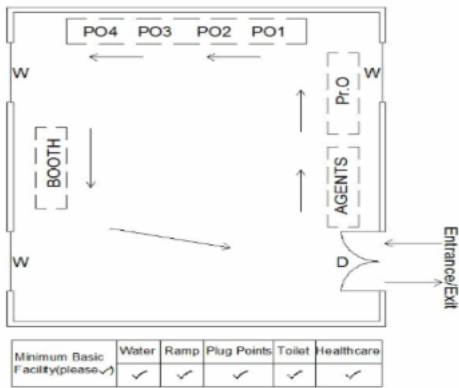 PO4 PO3 PO2 PO1
W
W
Pr.O
BOOTH
AGENTS
Entrance/Exit
W
D
Minimum Basic Facility(please✓) Water Ramp Plug Points Toilet Healthcare
✓ ✓ ✓ ✓ ✓